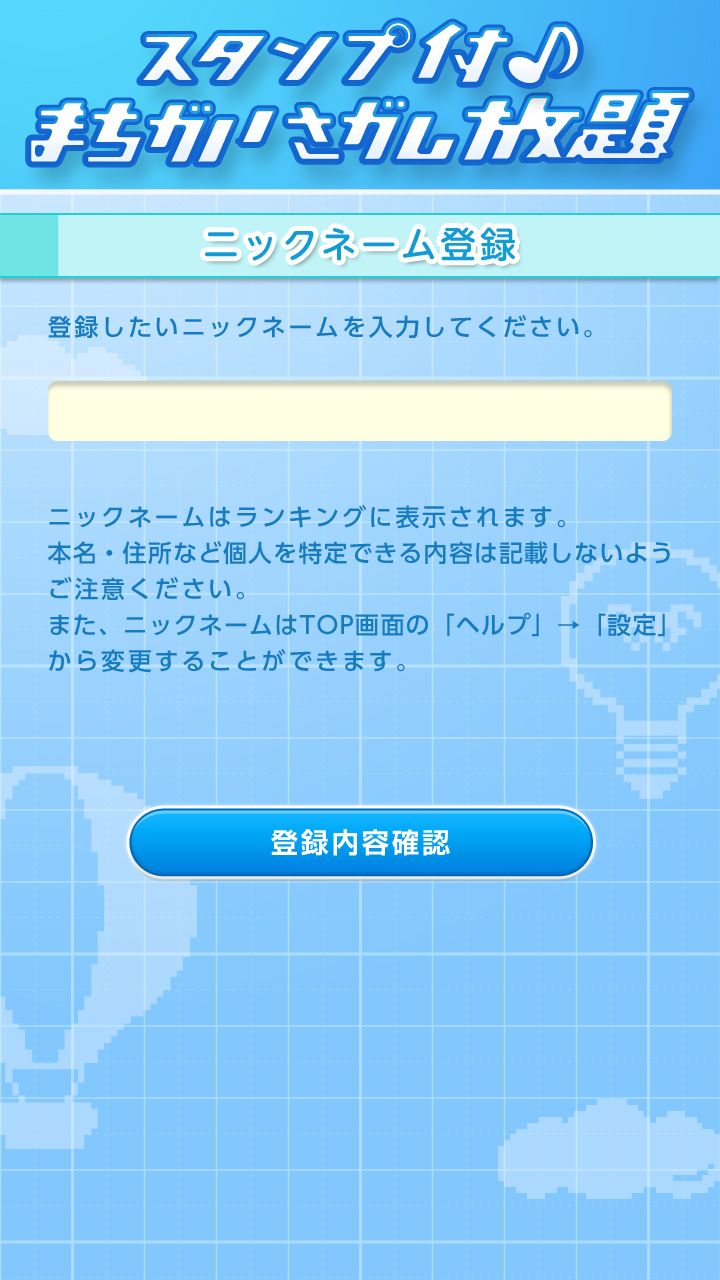 スタンプ付♪
まちがいさがし放題
ニックネーム登録
登録したいニックネームを入力してください。
ニックネームはランキングに表示されます。
本名・住所など個人を特定できる内容は記載しないよう
ご注意ください。
また、ニックネームはTOP画面の「ヘルプ」→「設定」
から変更することができます。
登録内容確認